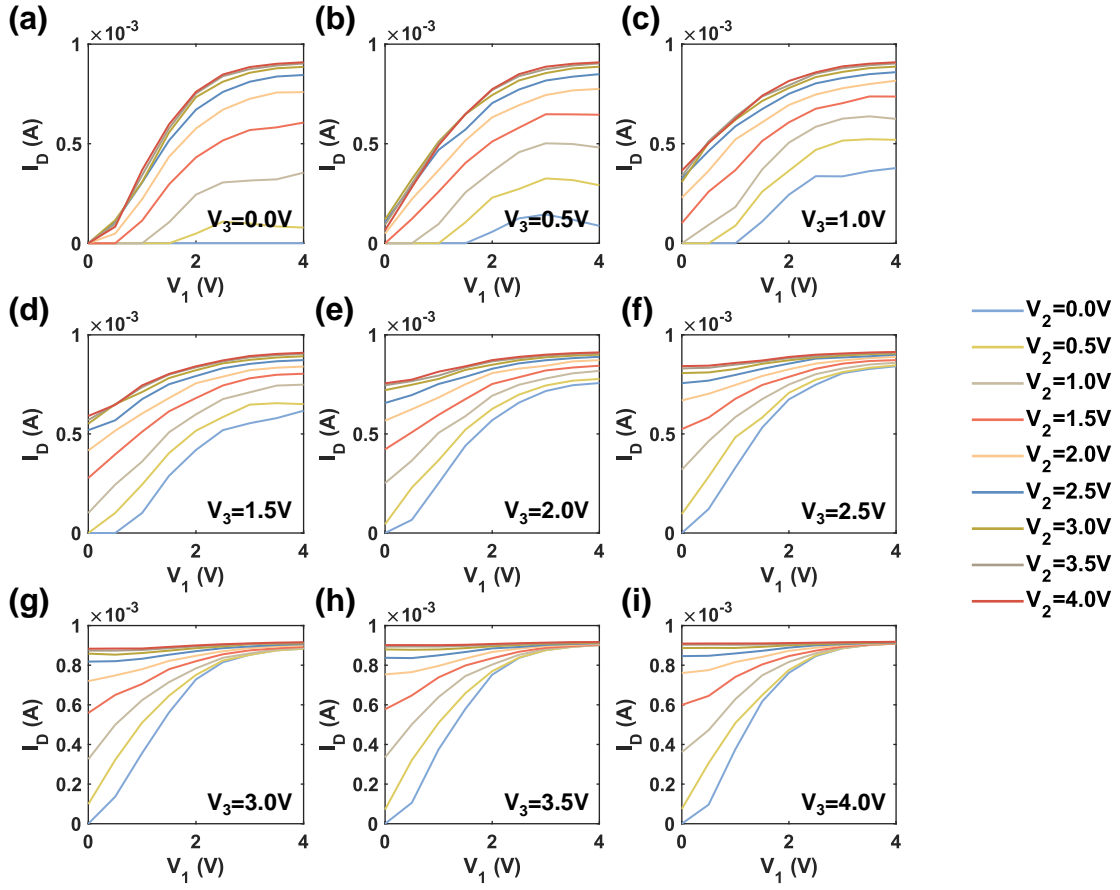 (a) (b) (c)
×10⁻³ ×10⁻³ ×10⁻³
1 1 1
I_D (A) I_D (A) I_D (A)
0.5 0.5 0.5
V₃=0.0V V₃=0.5V V₃=1.0V
0 0 0
0 2 4 0 2 4 0 2 4
V₁ (V) V₁ (V) V₁ (V)
(d) (e) (f)
×10⁻³ ×10⁻³ ×10⁻³
1 1 1
I_D (A) I_D (A) I_D (A)
0.5 0.5 0.5
V₃=1.5V V₃=2.0V V₃=2.5V
0 0 0
0 2 4 0 2 4 0 2 4
V₁ (V) V₁ (V) V₁ (V)
(g) (h) (i)
×10⁻³ ×10⁻³ ×10⁻³
1 1 1
0.8 0.8 0.8
0.6 0.6 0.6
I_D (A) I_D (A) I_D (A)
0.4 0.4 0.4
0.2 0.2 0.2
V₃=3.0V V₃=3.5V V₃=4.0V
0 0 0
0 2 4 0 2 4 0 2 4
V₁ (V) V₁ (V) V₁ (V)
V₂=0.0V
V₂=0.5V
V₂=1.0V
V₂=1.5V
V₂=2.0V
V₂=2.5V
V₂=3.0V
V₂=3.5V
V₂=4.0V